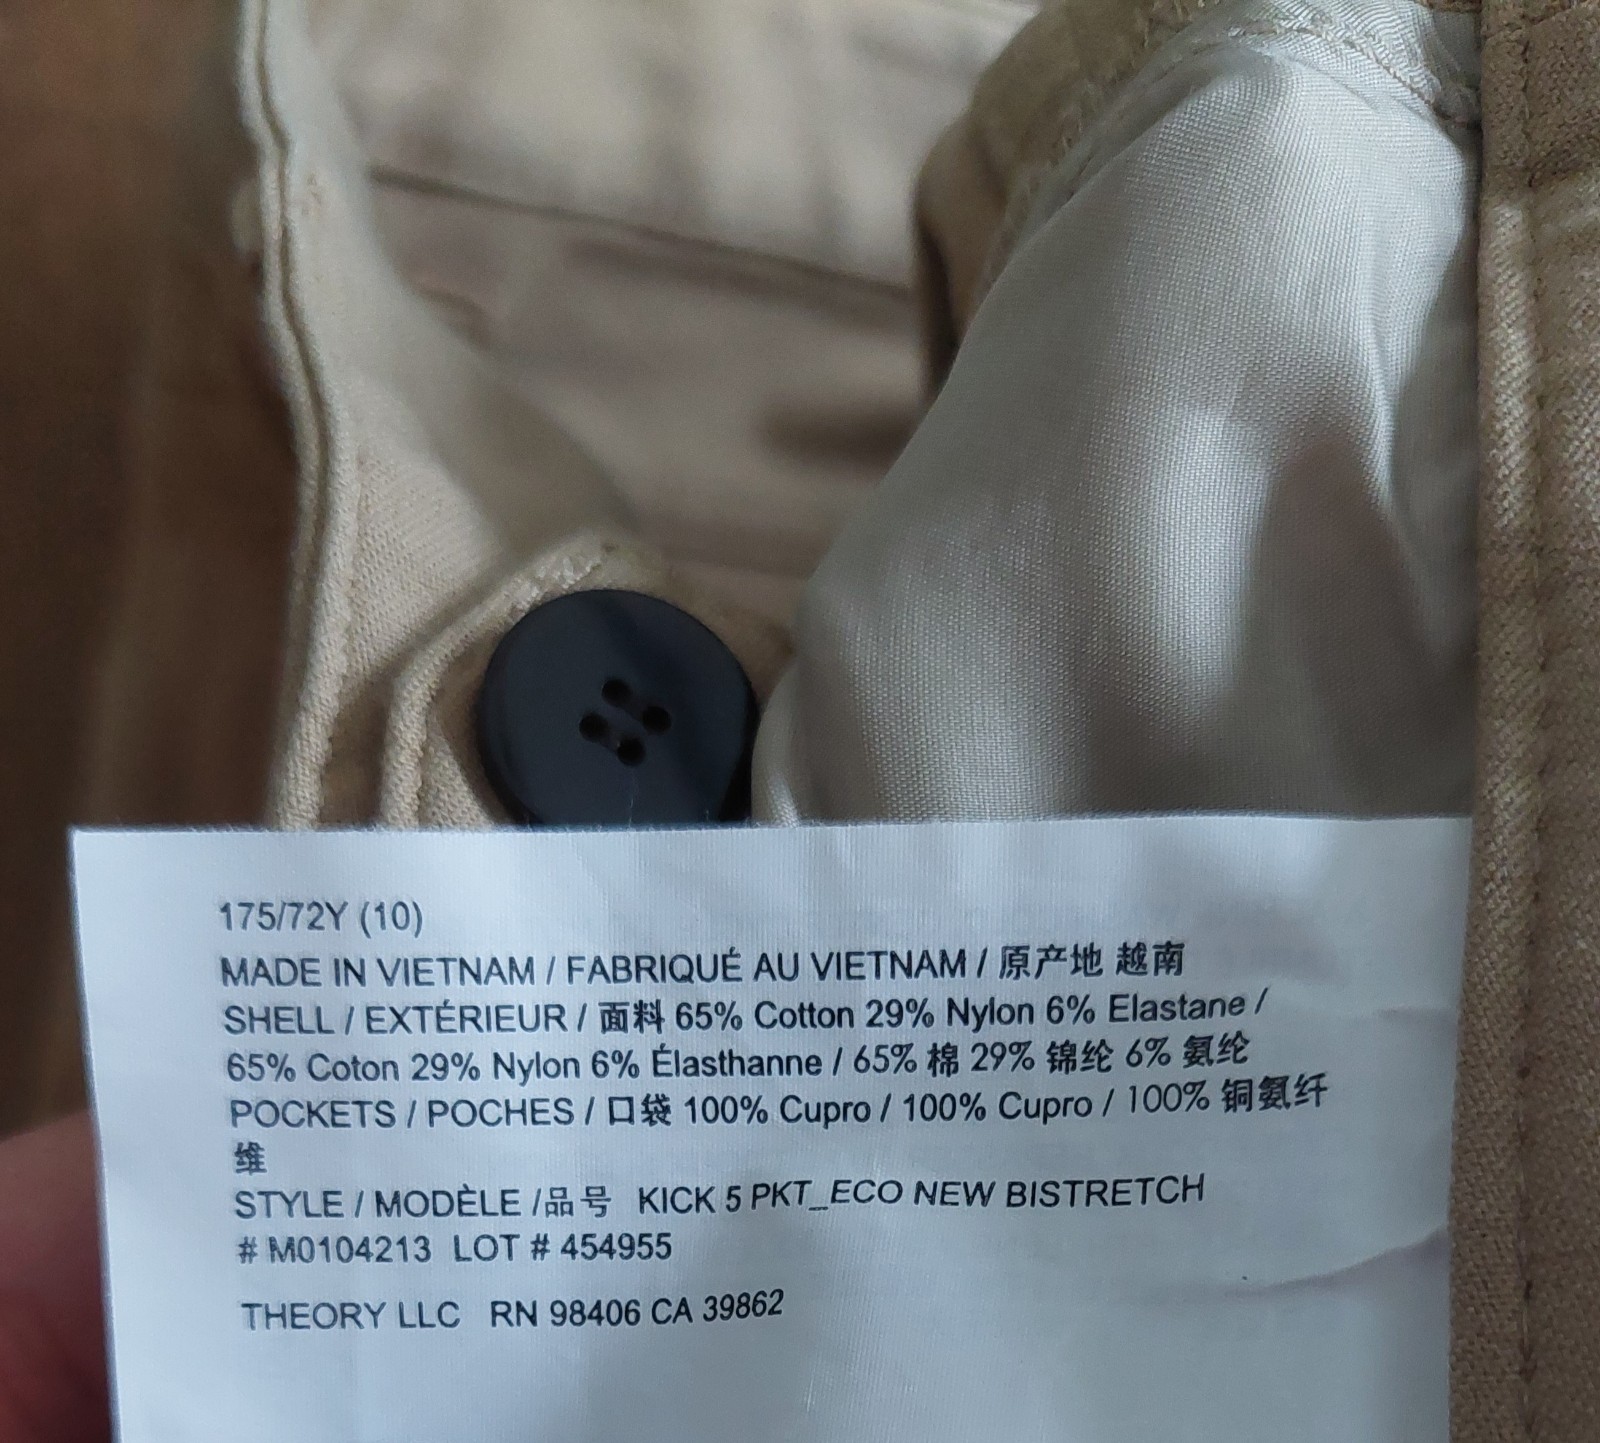 175/72Y (10)
MADE IN VIETNAM / FABRIQUÉ AU VIETNAM / 原产地 越南
SHELL / EXTÉRIEUR / 面料 65% Cotton 29% Nylon 6% Elastane /
65% Coton 29% Nylon 6% Élasthanne / 65% 棉 29% 锦纶 6% 氨纶
POCKETS / POCHES / 口袋 100% Cupro / 100% Cupro / 100% 铜氨纤
维
STYLE / MODÈLE /品号 KICK 5 PKT_ECO NEW BISTRETCH
# M0104213 LOT # 454955
THEORY LLC RN 98406 CA 39862